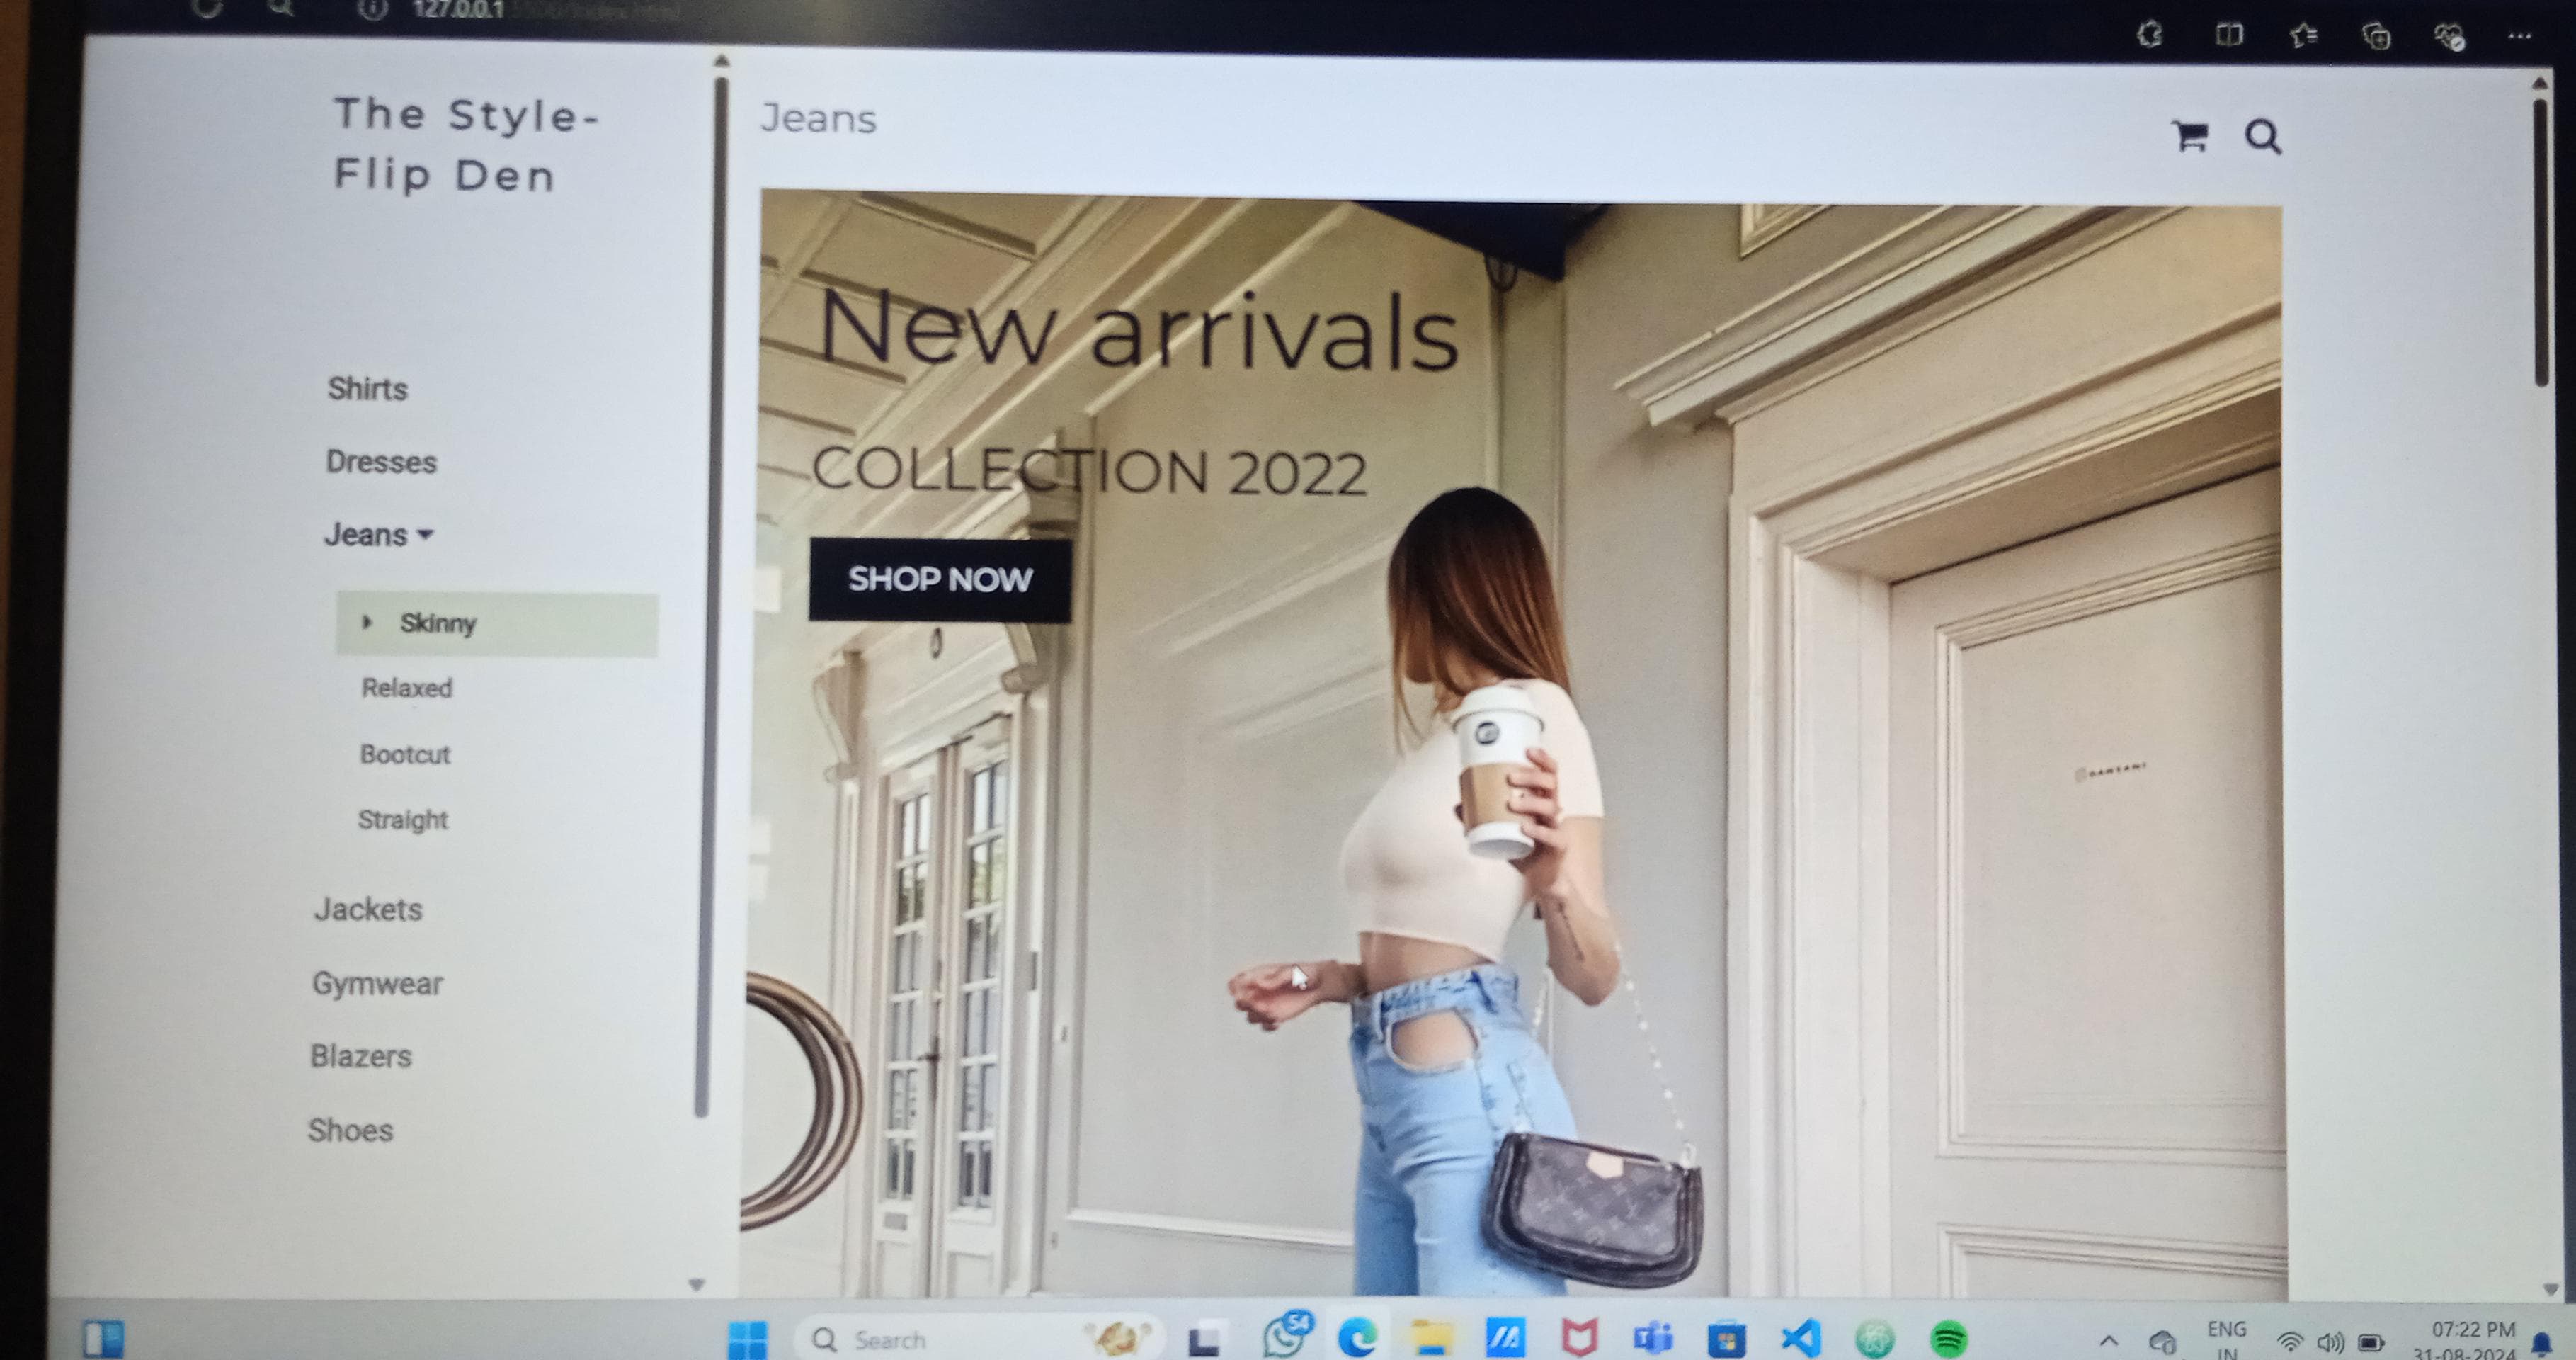 127.0.0.1
The Style-
Flip Den
Jeans
New arrivals
COLLECTION 2022
SHOP NOW
Shirts
Dresses
Jeans
Skinny
Relaxed
Bootcut
Straight
Jackets
Gymwear
Blazers
Shoes
Search
54
ENG
IN
07:22 PM
31-08-2024